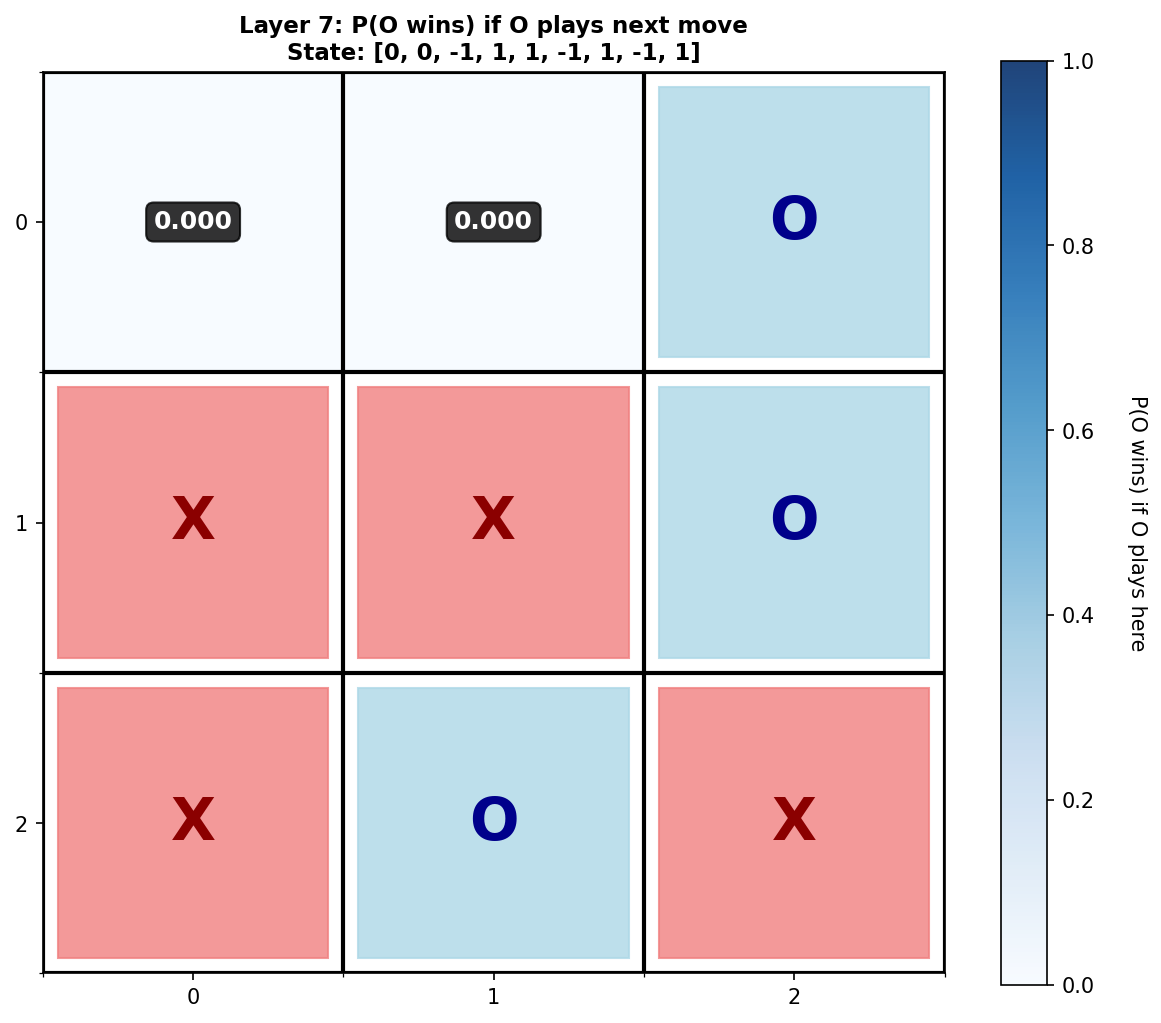 Layer 7: P(O wins) if O plays next move
State: [0, 0, -1, 1, 1, -1, 1, -1, 1]
0
0.000
0.000
O
1
X
X
O
2
X
O
X
0
1
2
1.0
0.8
0.6
0.4
0.2
0.0
P(O wins) if O plays here